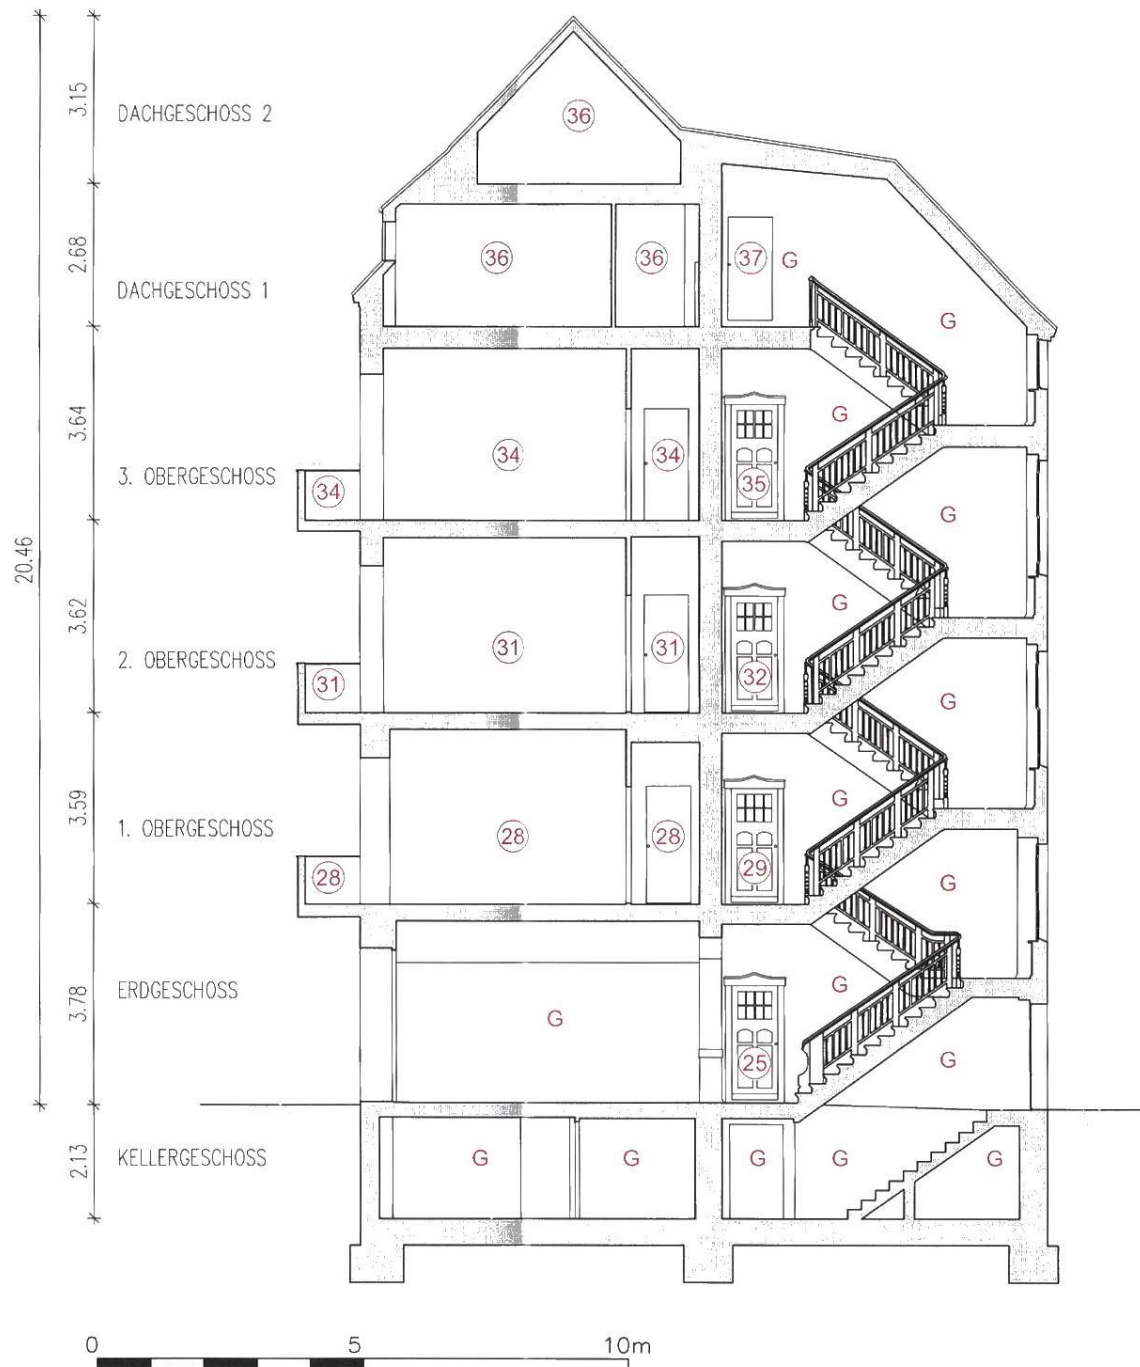 3.15
DACHGESCHOSS 2
36
2.68
36
36
37
G
DACHGESCHOSS 1
G
3.64
G
34
34
3. OBERGESCHOSS
34
35
G
20.46
3.62
G
31
31
2. OBERGESCHOSS
31
32
G
3.59
G
1. OBERGESCHOSS
28
28
28
29
G
3.78
ERDGESCHOSS
G
G
25
G
2.13
KELLERGESCHOSS
G
G
G
G
G
0
5
10m